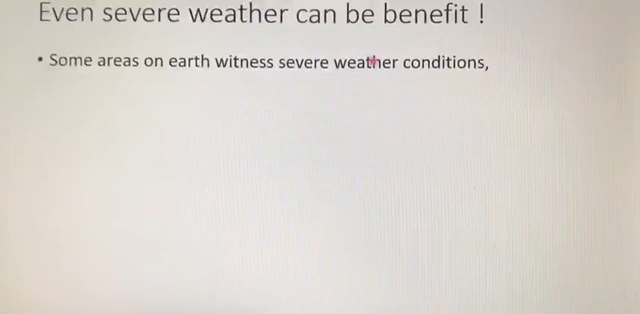 Even severe weather can be benefit !
• Some areas on earth witness severe weather conditions,